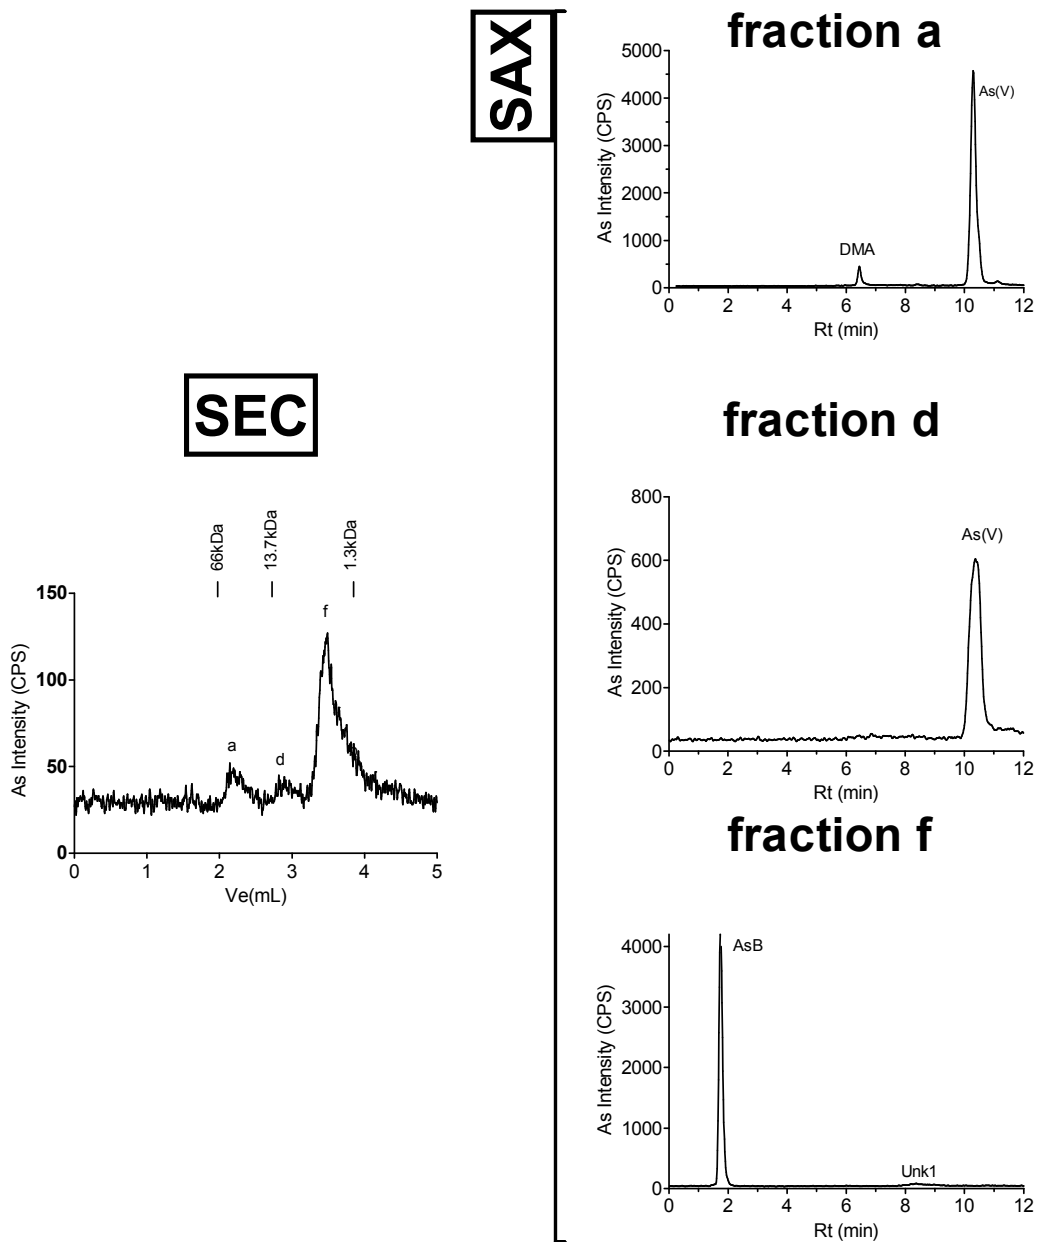 SAX
fraction a
5000
4000
3000
2000
1000
0
As Intensity (CPS)
As(V)
DMA
0 2 4 6 8 10 12
Rt (min)
SEC
66kDa
13.7kDa
1.3kDa
150
100
50
0
As Intensity (CPS)
a
d
f
0 1 2 3 4 5
Ve(mL)
fraction d
800
600
400
200
0
As Intensity (CPS)
As(V)
0 2 4 6 8 10 12
Rt (min)
fraction f
4000
3000
2000
1000
0
As Intensity (CPS)
AsB
Unk1
0 2 4 6 8 10 12
Rt (min)